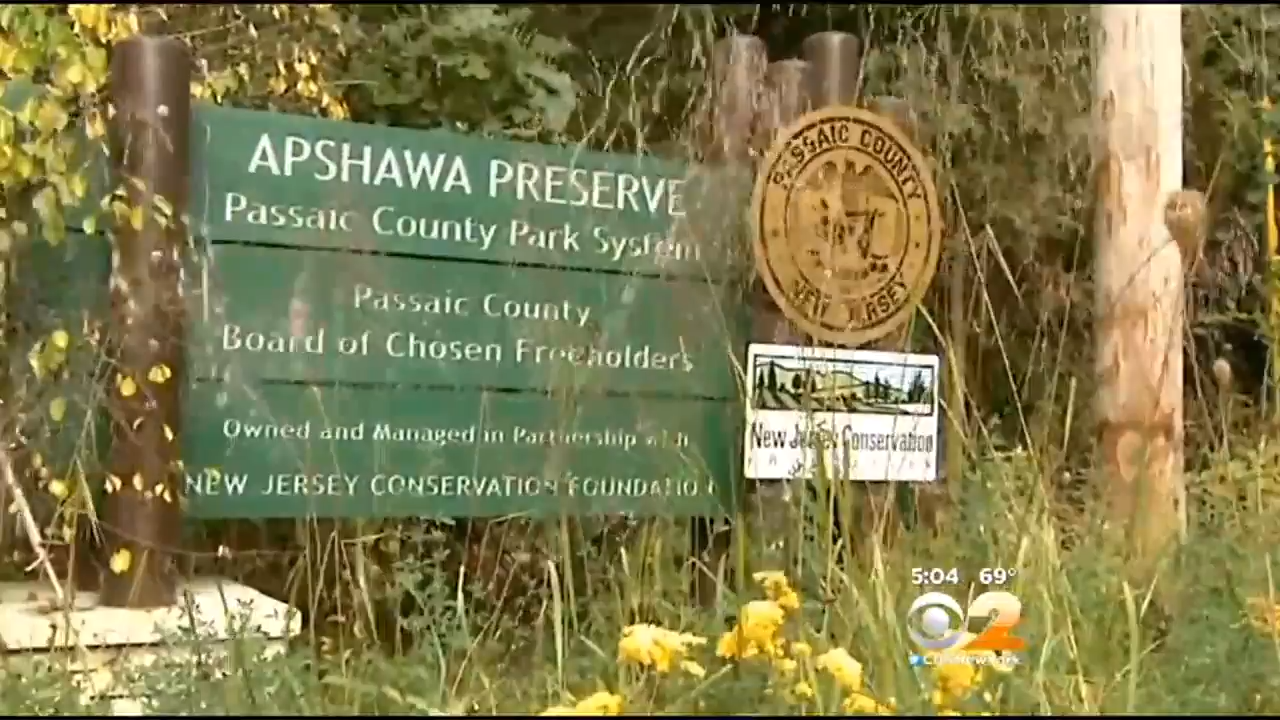 APSHAWA PRESERVE
Passaic County Park System
Passaic County
Board of Chosen Freeholders
Owned and Managed in Partnership with
NEW JERSEY CONSERVATION FOUNDATION
PASSAIC COUNTY
NEW JERSEY
New Jersey Conservation
5:04 69°
2